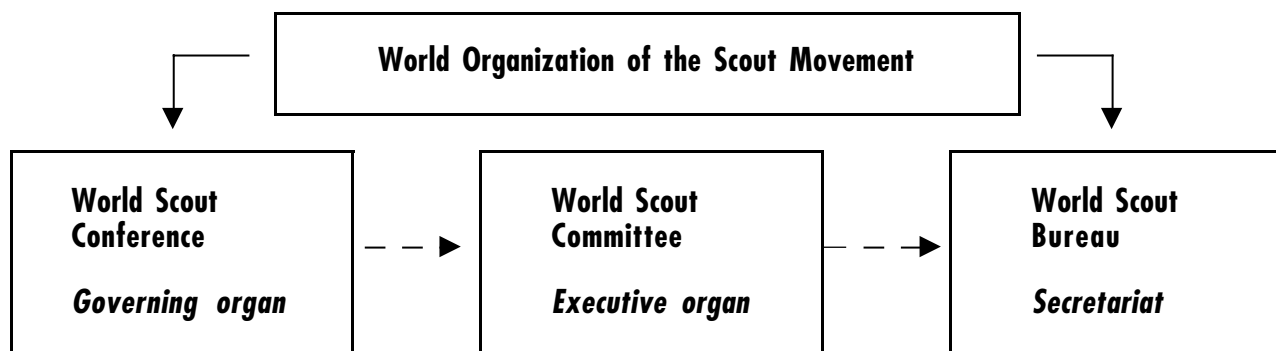 World Organization of the Scout Movement
World Scout
Conference
Governing organ
World Scout
Committee
Executive organ
World Scout
Bureau
Secretariat